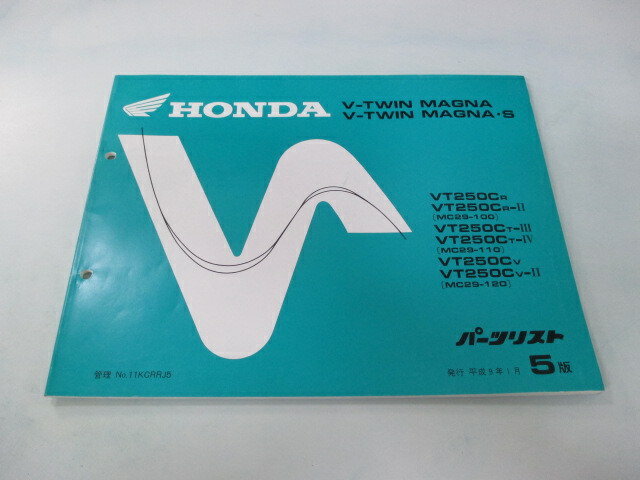 HONDA
V-TWIN MAGNA
V-TWIN MAGNA・S
VT250CR
VT250CR-II
(MC29-100)
VT250CT-III
VT250CT-IV
(MC29-110)
VT250CV
VT250CV-II
(MC29-120)
パーツリスト
管理 No.11KCRRJ5
発行 平成9年1月 5版